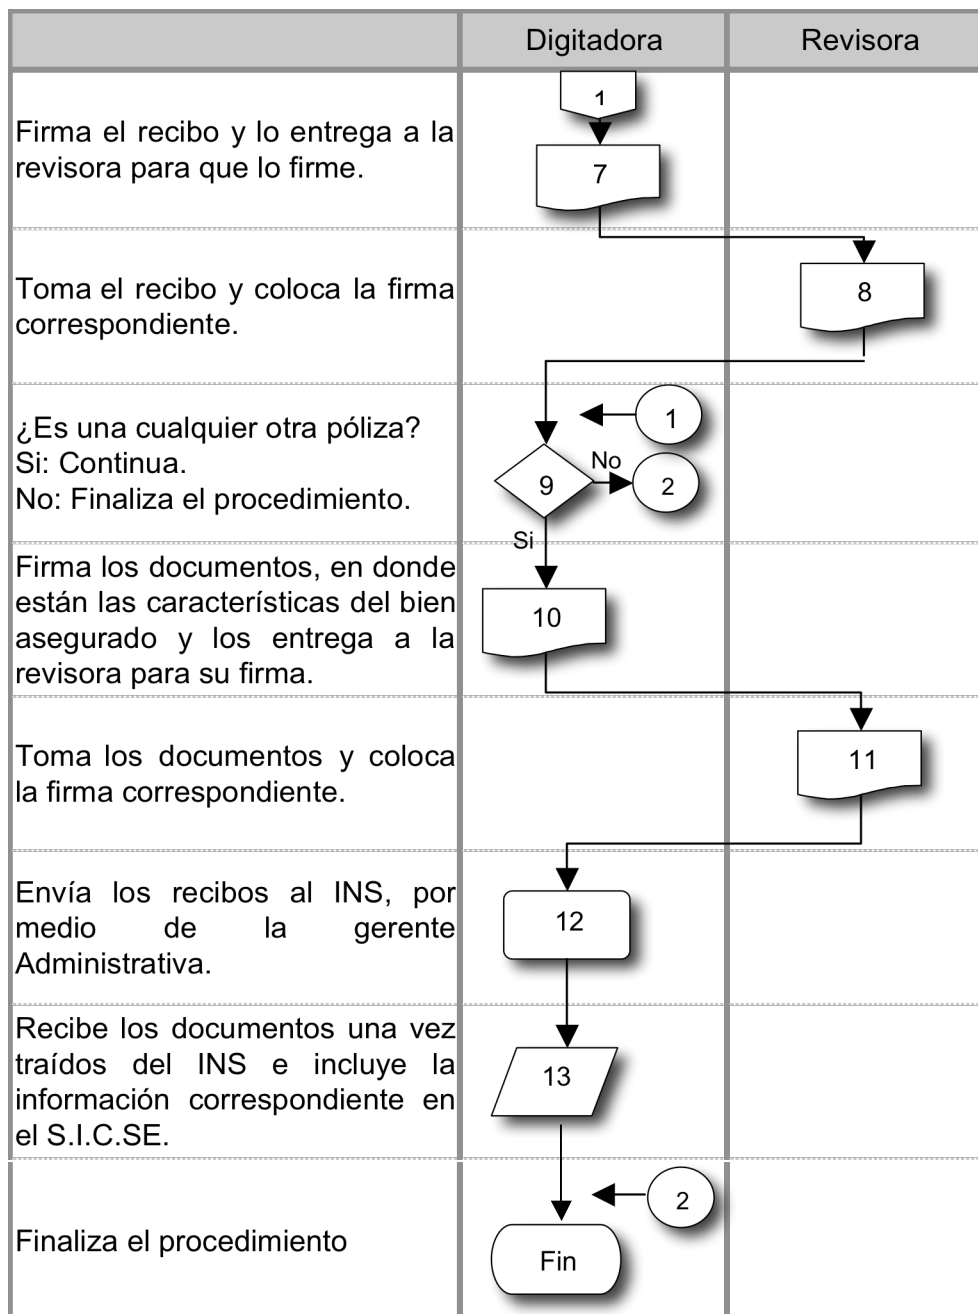 Digitadora Revisora
1
Firma el recibo y lo entrega a la
revisora para que lo firme.
7
Toma el recibo y coloca la firma
correspondiente.
8
¿Es una cualquier otra póliza?
Si: Continua.
No: Finaliza el procedimiento.
1
9
No
2
Si
Firma los documentos, en donde
están las características del bien
asegurado y los entrega a la
revisora para su firma.
10
Toma los documentos y coloca
la firma correspondiente.
11
Envía los recibos al INS, por
medio de la gerente
Administrativa.
12
Recibe los documentos una vez
traídos del INS e incluye la
información correspondiente en
el S.I.C.SE.
13
Finaliza el procedimiento
2
Fin